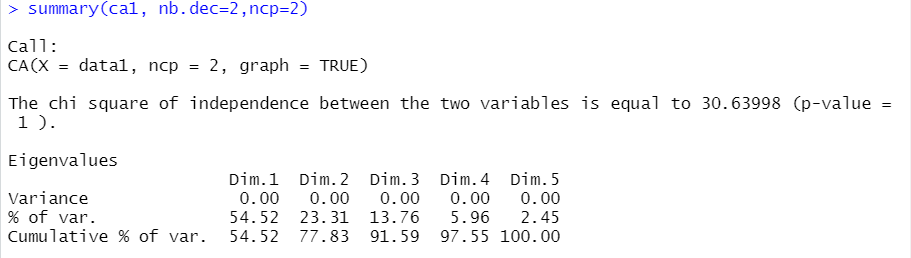 > summary(ca1, nb.dec=2,ncp=2)
Call:
CA(X = data1, ncp = 2, graph = TRUE)
The chi square of independence between the two variables is equal to 30.63998 (p-value =
1 ).
Eigenvalues
Dim.1 Dim.2 Dim.3 Dim.4 Dim.5
Variance 0.00 0.00 0.00 0.00 0.00
% of var. 54.52 23.31 13.76 5.96 2.45
Cumulative % of var. 54.52 77.83 91.59 97.55 100.00